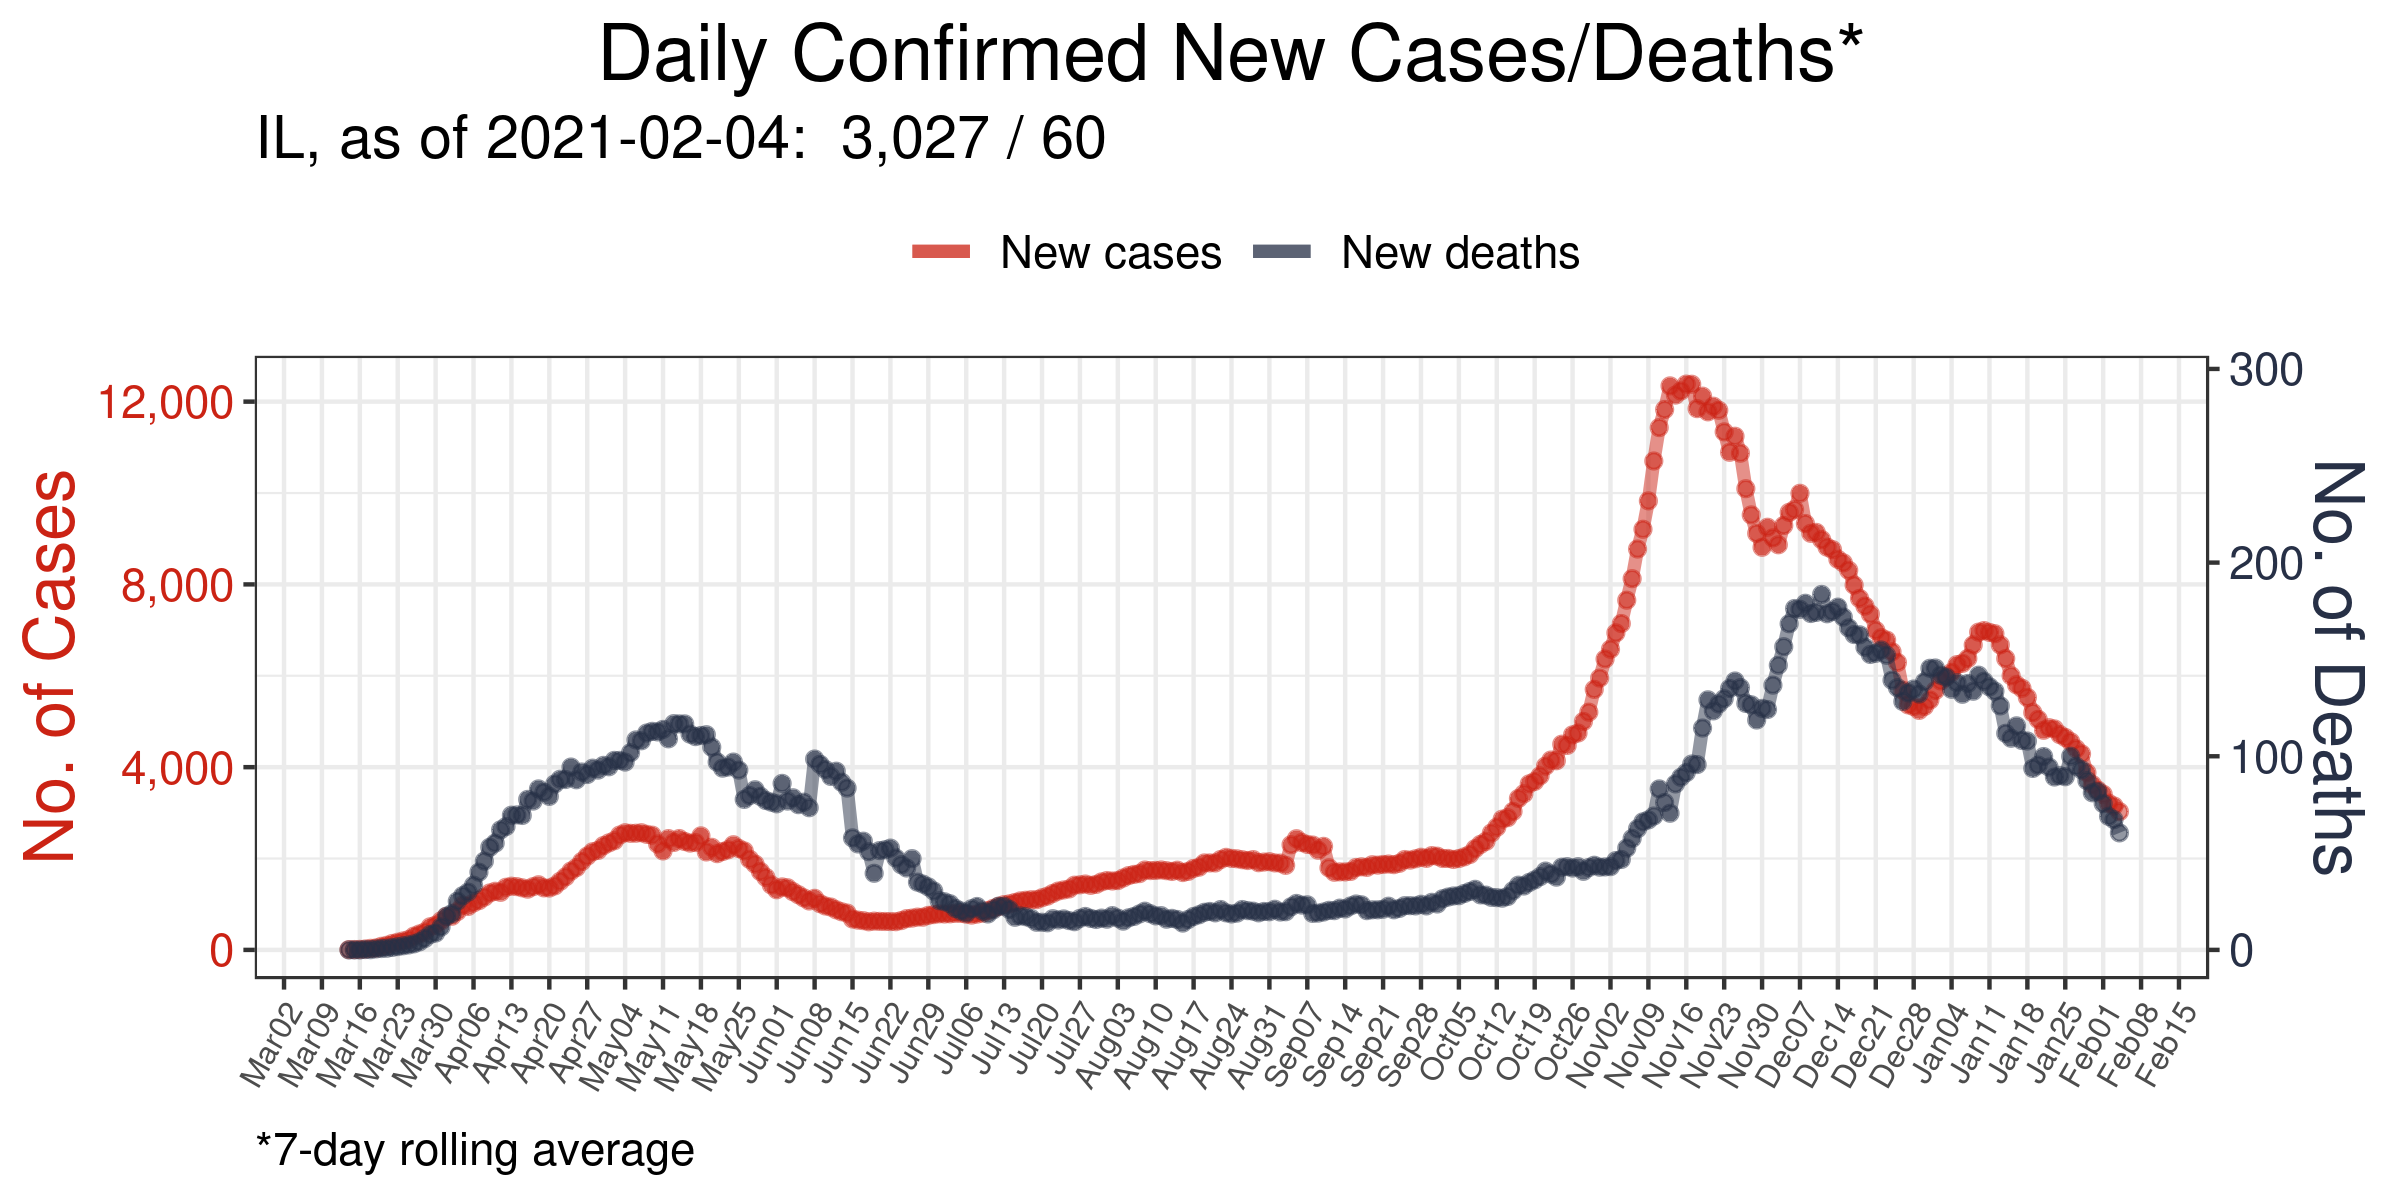 Daily Confirmed New Cases/Deaths*
IL, as of 2021-02-04:  3,027 / 60
New cases
New deaths
No. of Cases
12,000
8,000
4,000
0
300
200
100
0
No. of Deaths
Mar02
Mar09
Mar16
Mar23
Mar30
Apr06
Apr13
Apr20
Apr27
May04
May11
May18
May25
Jun01
Jun08
Jun15
Jun22
Jun29
Jul06
Jul13
Jul20
Jul27
Aug03
Aug10
Aug17
Aug24
Aug31
Sep07
Sep14
Sep21
Sep28
Oct05
Oct12
Oct19
Oct26
Nov02
Nov09
Nov16
Nov23
Nov30
Dec07
Dec14
Dec21
Dec28
Jan04
Jan11
Jan18
Jan25
Feb01
Feb08
Feb15
*7-day rolling average